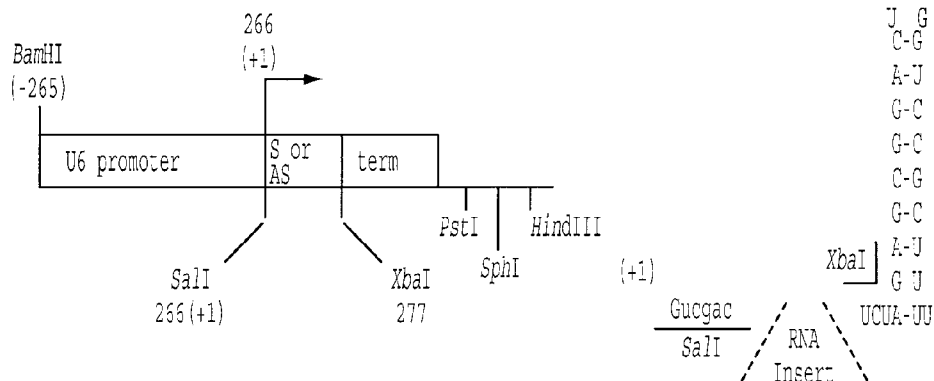 266
(+1)
BamHI
(-265)
U6 promoter
S or
AS
term
PstI
SphI
HindIII
SalI
266(+1)
XbaI
277
(+1)
Gucgac
SalI
RNA
Insert
XbaI
U G
C-G
A-U
G-C
G-C
C-G
G-C
A-U
G U
UCUA-UU